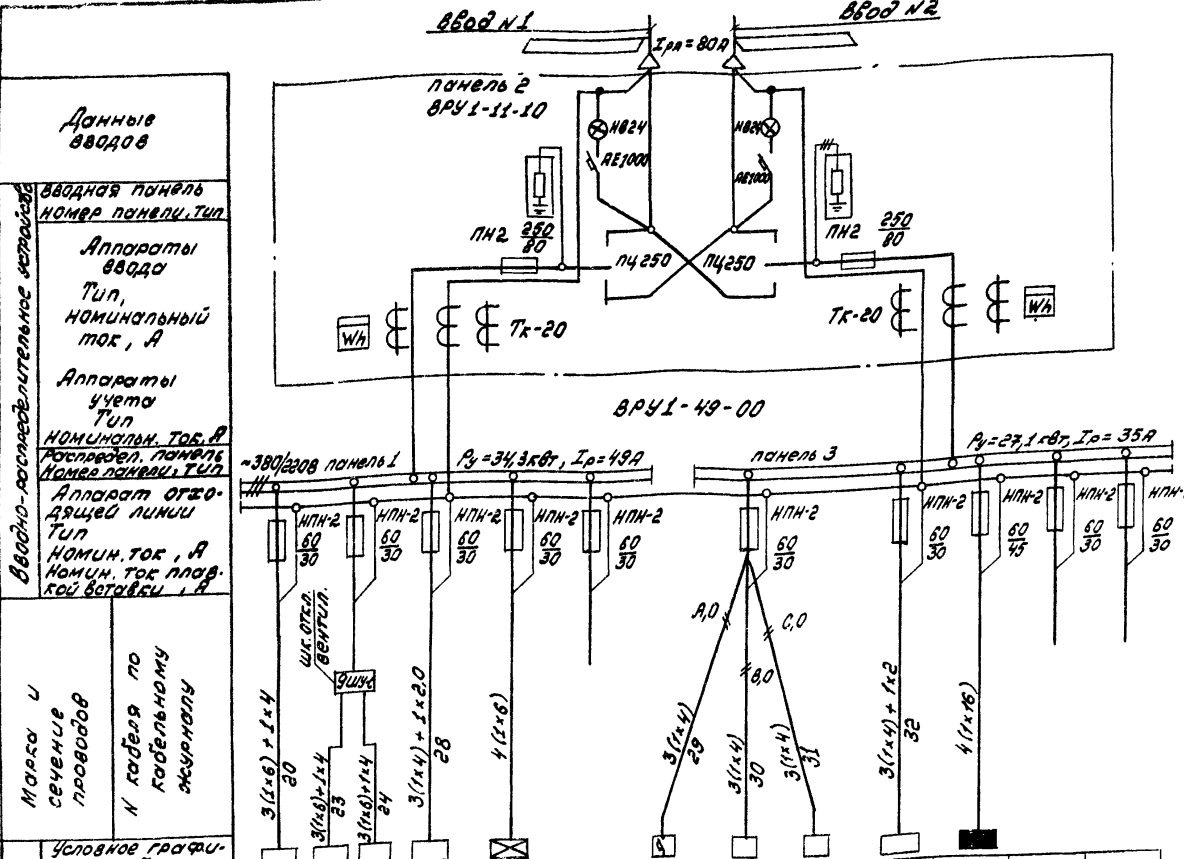 Ввод N1
Ввод N2
Iрл = 80А
панель 2
ВРУ1-11-10
НВ24
НВ24
АЕ1000
АЕ1000
ПН2 250/80
ПН2 250/80
ПЦ250
ПЦ250
Wh
Тк-20
Тк-20
Wh
ВРУ1-49-00
Данные
вводов
Вводно-распределительное устройство
Вводная панель
номер панели, тип
Аппараты
ввода
Тип,
номинальный
ток, А
Аппараты
учета
Тип
Номинальн. ток, А
Распредел. панель
Номер панели, тип
Аппарат отхо-
дящей линии
Тип
Номин. ток, А
Номин. ток плав-
кой вставки, А
Марка и
сечение
проводов
N кабеля по
кабельному
журналу
Условное графи-
~380/220В панель 1
Ру=34,3квт, Iр=49А
панель 3
Ру=27,1квт, Iр=35А
НПН-2
60/30
НПН-2
60/30
НПН-2
60/30
НПН-2
60/30
НПН-2
60/30
НПН-2
60/30
НПН-2
60/30
НПН-2
60/45
НПН-2
60/30
НПН-2
60/30
шк. откл.
вентил.
А,0
В,0
С,0
3(1х6)+1х4
20
3(1х6)+1х4
23
3(1х6)+1х4
24
3(1х4)+1х2,0
28
4(1х6)
3(1х4)
29
3(1х4)
30
3(1х4)
31
3(1х4)+1х2
32
4(1х16)